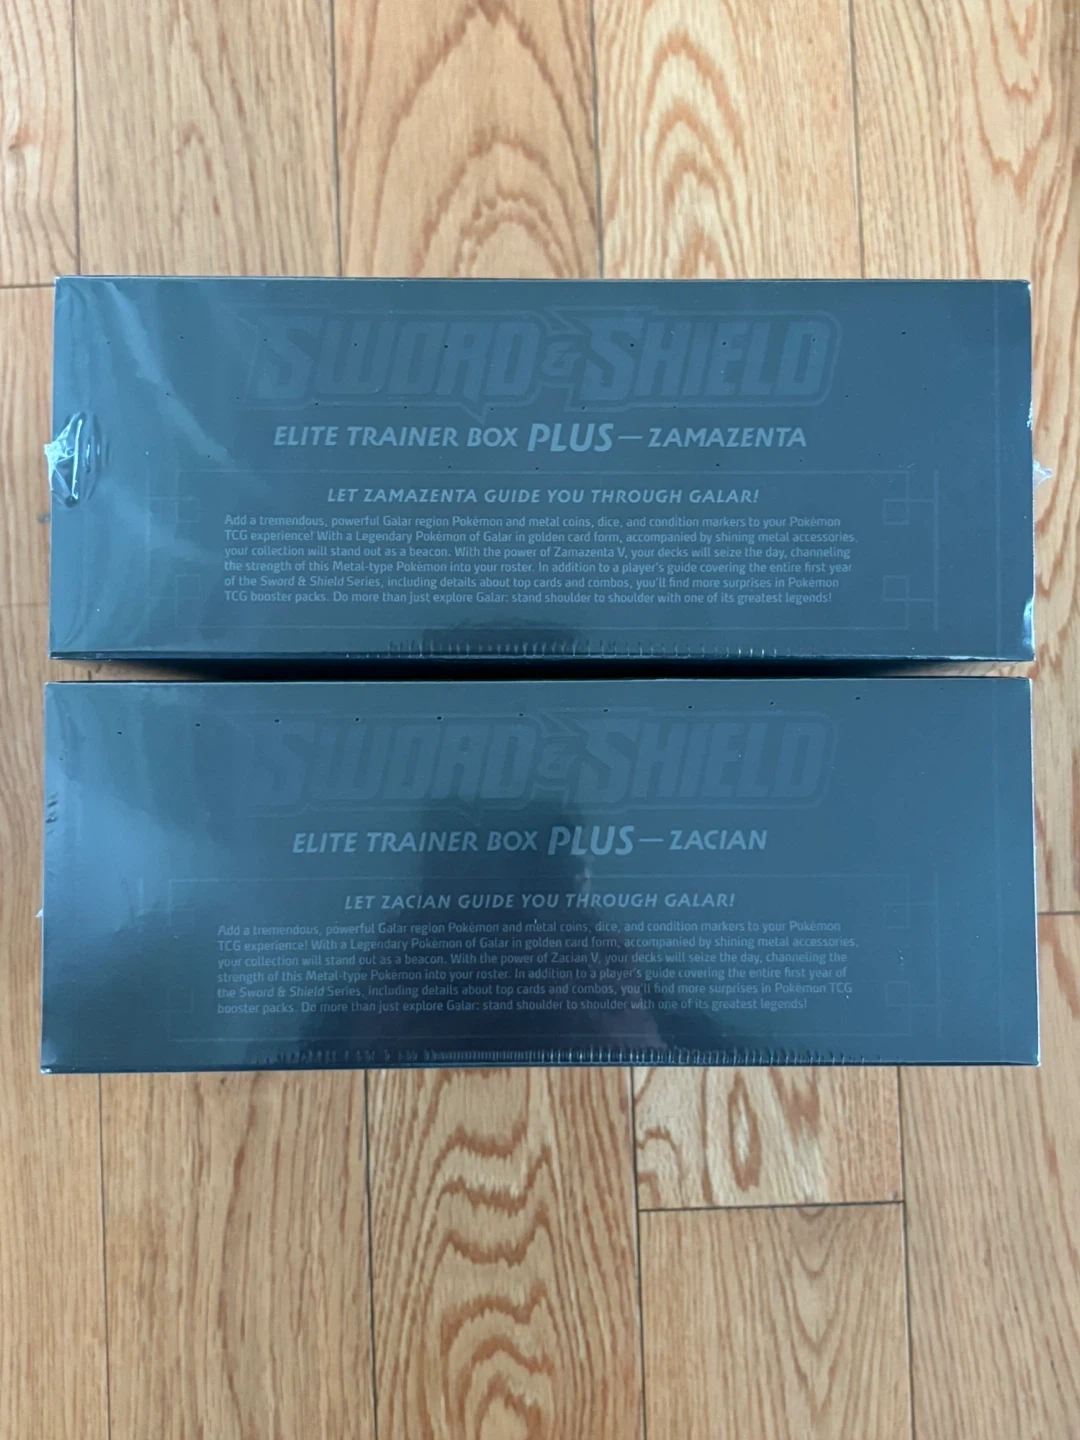 SWORD & SHIELD
ELITE TRAINER BOX PLUS — ZAMAZENTA
LET ZAMAZENTA GUIDE YOU THROUGH GALAR!
Add a tremendous, powerful Galar region Pokémon and metal coins, dice, and condition markers to your Pokémon
TCG experience! With a Legendary Pokémon of Galar in golden card form, accompanied by shining metal accessories,
your collection will stand out as a beacon. With the power of Zamazenta V, your decks will seize the day, channeling
the strength of this Metal-type Pokémon into your roster. In addition to a player's guide covering the entire first year
of the Sword & Shield Series, including details about top cards and combos, you'll find more surprises in Pokémon
TCG booster packs. Do more than just explore Galar: stand shoulder to shoulder with one of its greatest legends!
SWORD & SHIELD
ELITE TRAINER BOX PLUS — ZACIAN
LET ZACIAN GUIDE YOU THROUGH GALAR!
Add a tremendous, powerful Galar region Pokémon and metal coins, dice, and condition markers to your Pokémon
TCG experience! With a Legendary Pokémon of Galar in golden card form, accompanied by shining metal accessories,
your collection will stand out as a beacon. With the power of Zacian V, your decks will seize the day, channeling the
strength of this Metal-type Pokémon into your roster. In addition to a player's guide covering the entire first year of
the Sword & Shield Series, including details about top cards and combos, you'll find more surprises in Pokémon TCG
booster packs. Do more than just explore Galar: stand shoulder to shoulder with one of its greatest legends!